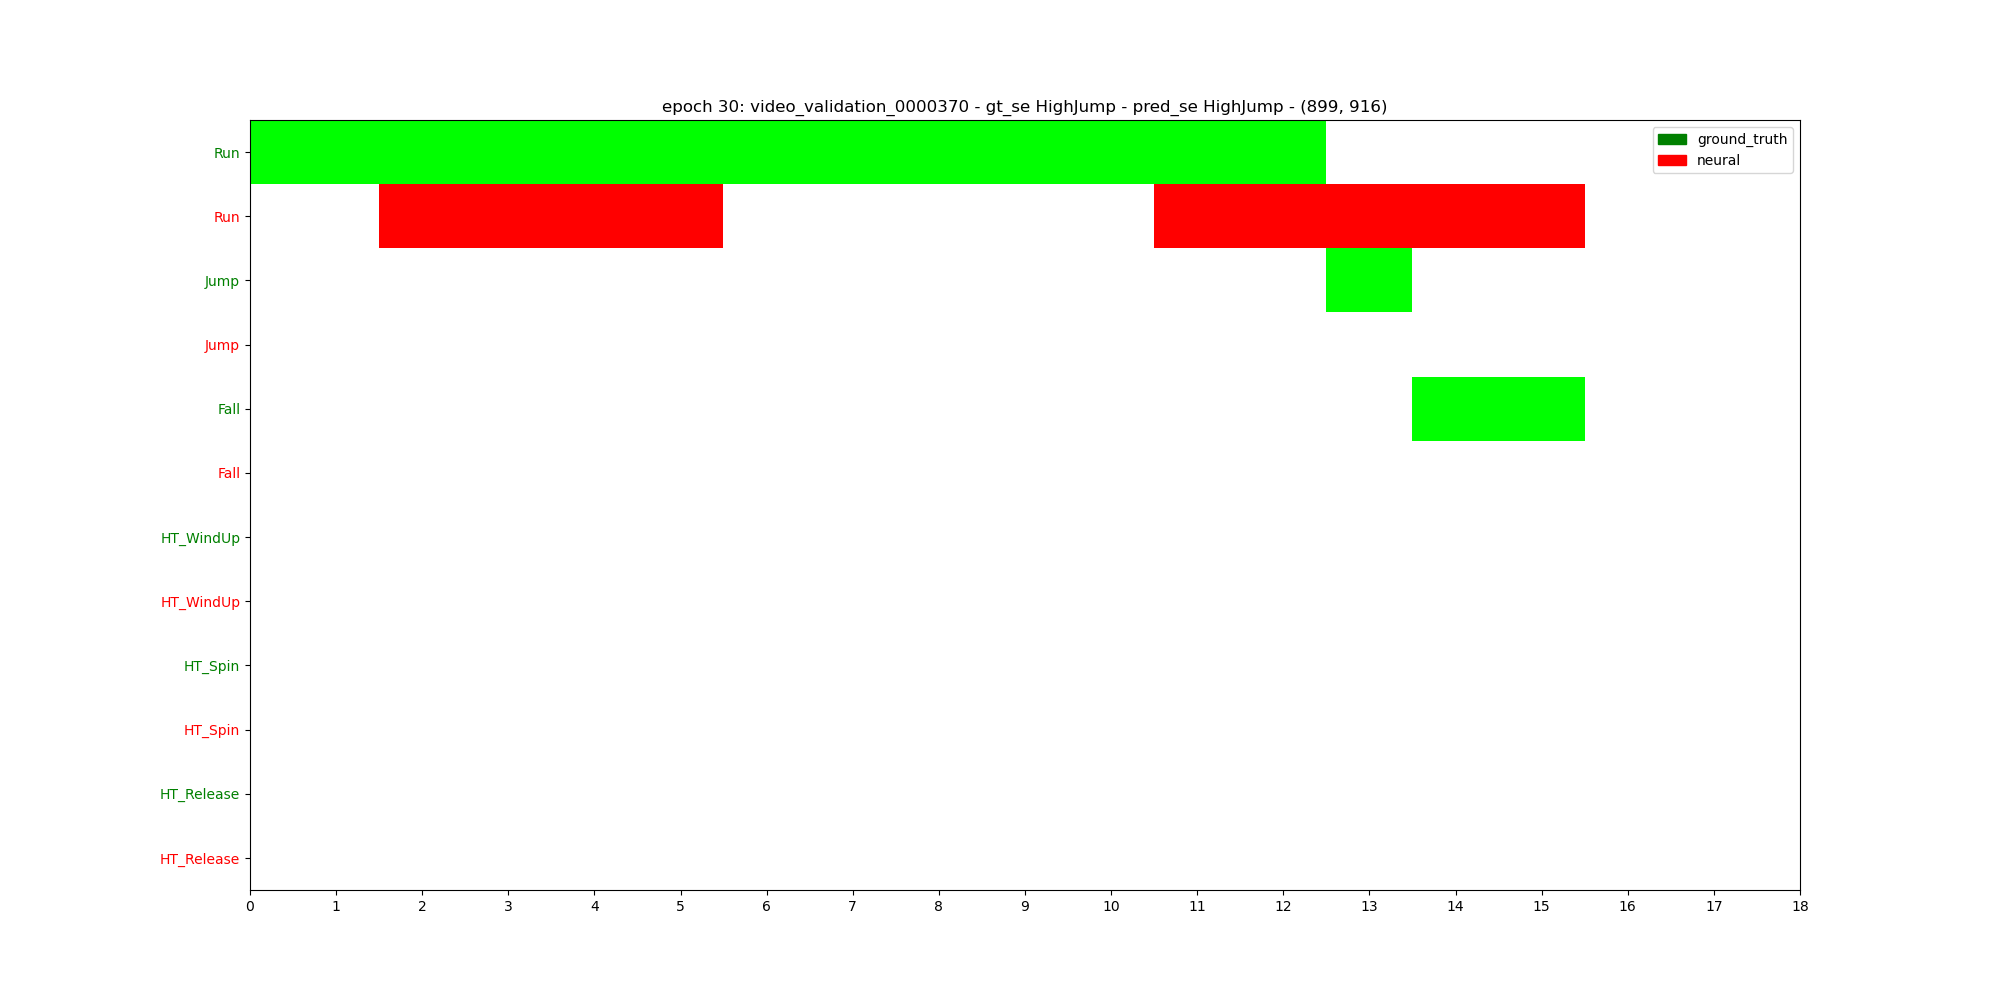 epoch 30: video_validation_0000370 - gt_se HighJump - pred_se HighJump - (899, 916)
ground_truth
neural
Run
Run
Jump
Jump
Fall
Fall
HT_WindUp
HT_WindUp
HT_Spin
HT_Spin
HT_Release
HT_Release
0 1 2 3 4 5 6 7 8 9 10 11 12 13 14 15 16 17 18